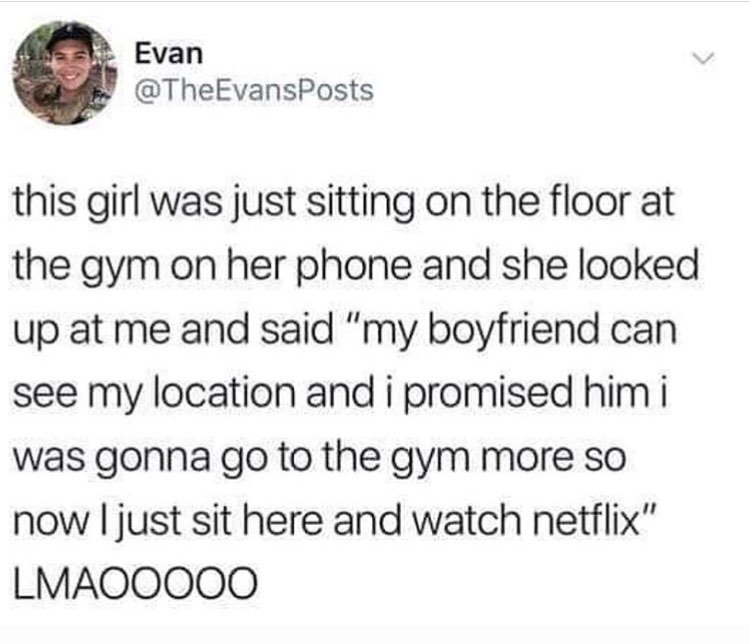 Evan
@TheEvansPosts
this girl was just sitting on the floor at
the gym on her phone and she looked
up at me and said "my boyfriend can
see my location and i promised him i
was gonna go to the gym more so
now I just sit here and watch netflix"
LMAOOOOO